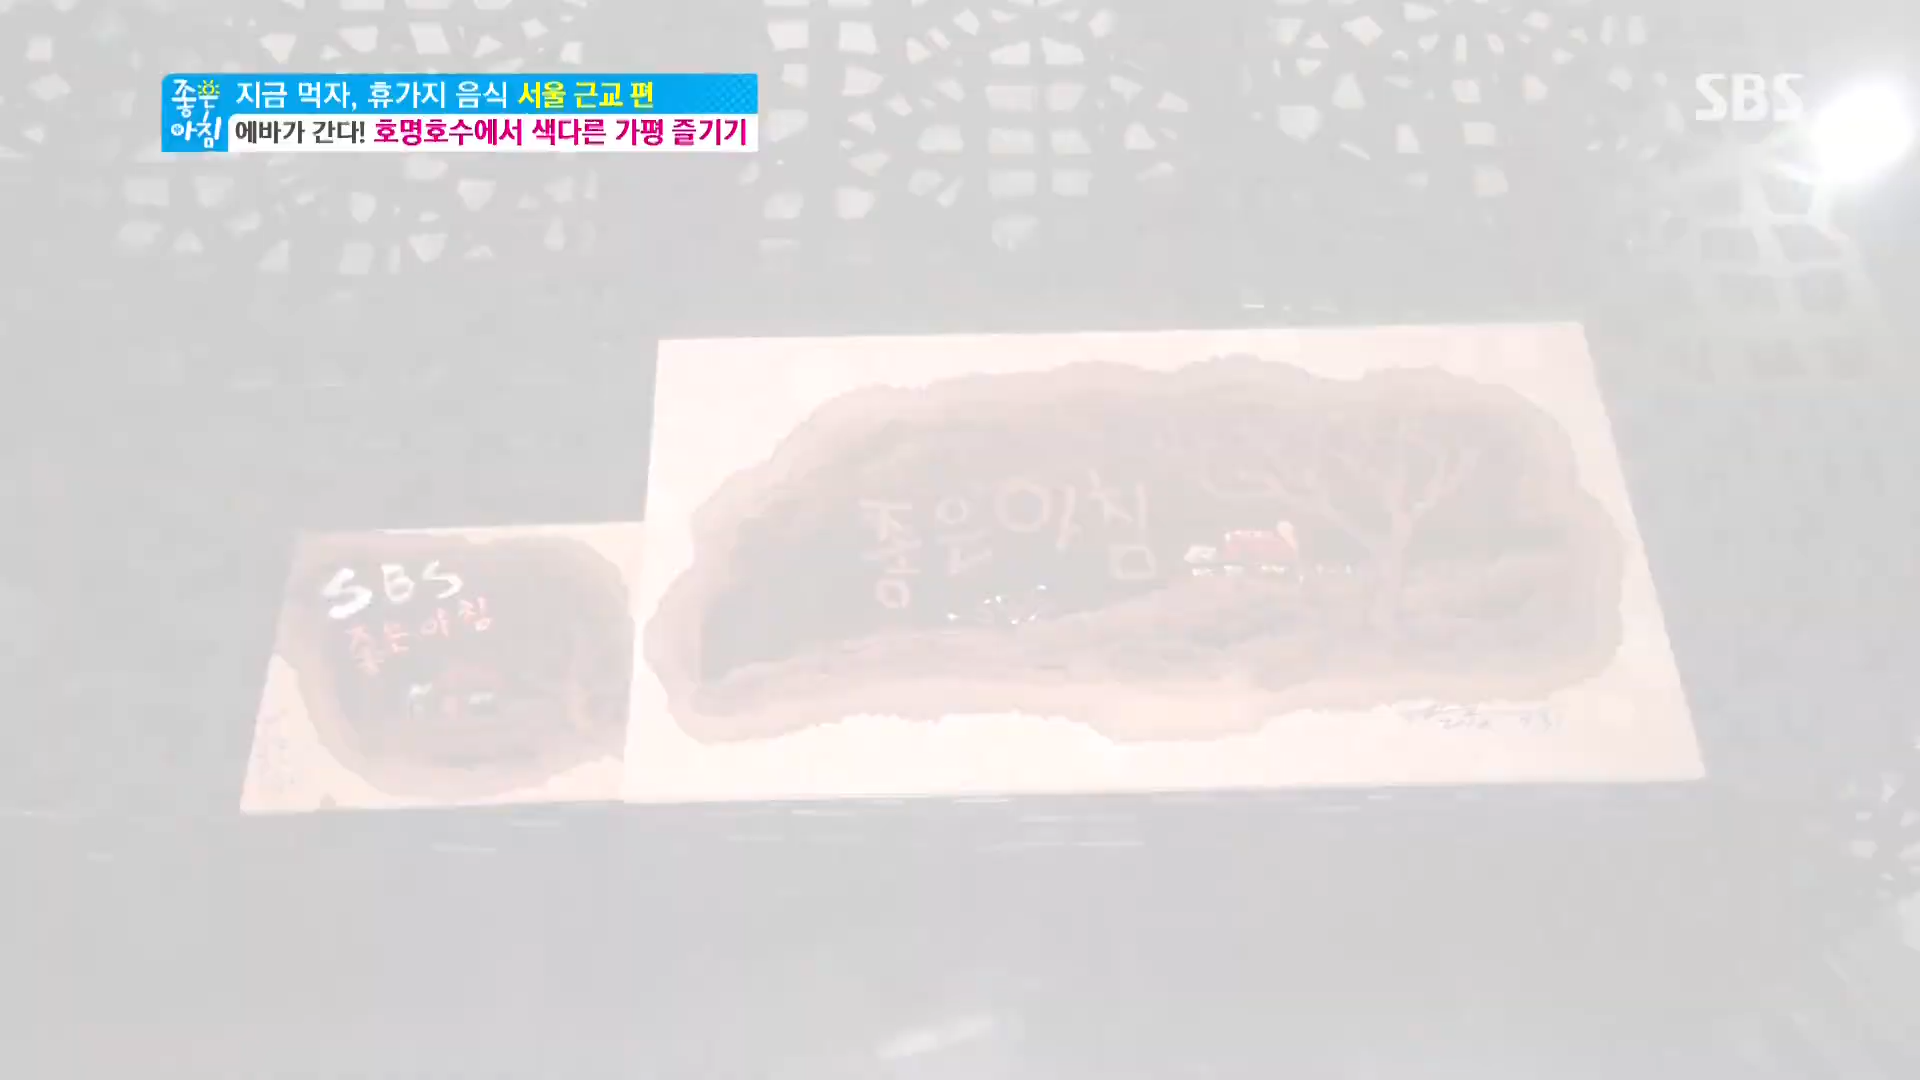 좋은
아침
지금 먹자, 휴가지 음식 서울 근교 편
에바가 간다! 호명호수에서 색다른 가평 즐기기
SBS
좋은아침
SBS
좋은아침